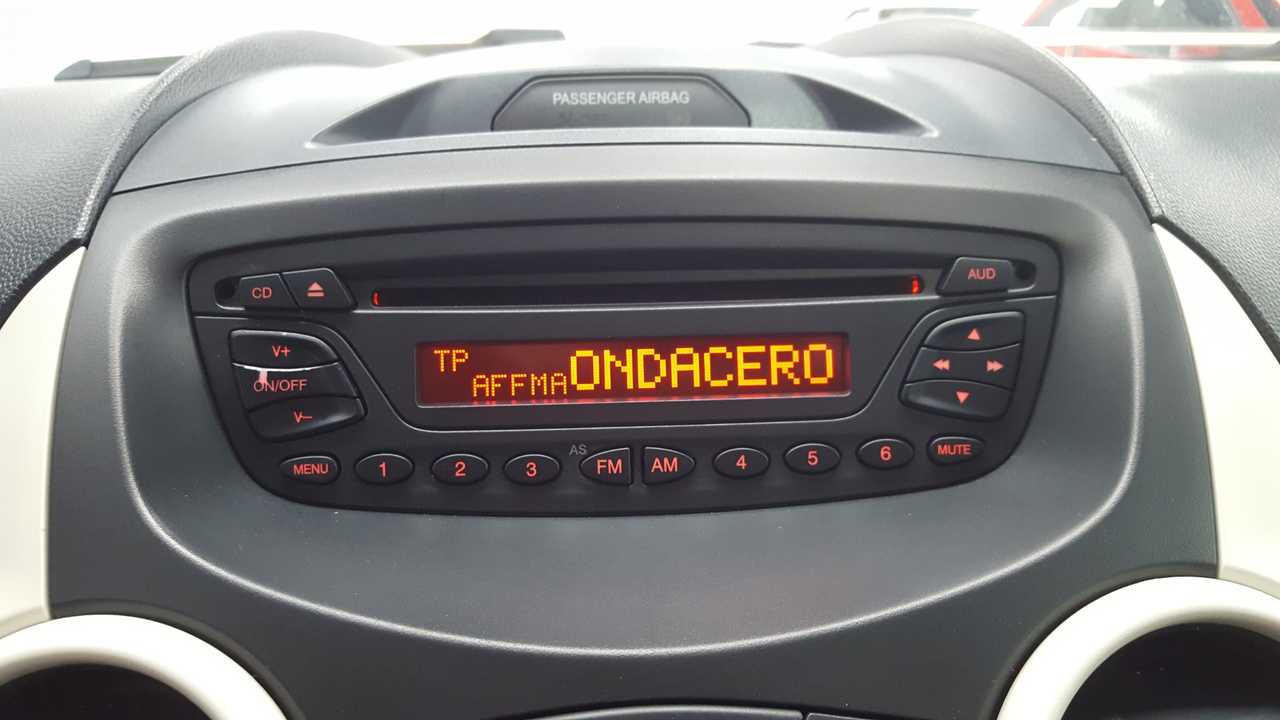 PASSENGER AIRBAG
CD
AUD
V+
ON/OFF
V-
TP
AFFMA ONDACERO
MENU
1
2
3
AS
FM
AM
4
5
6
MUTE